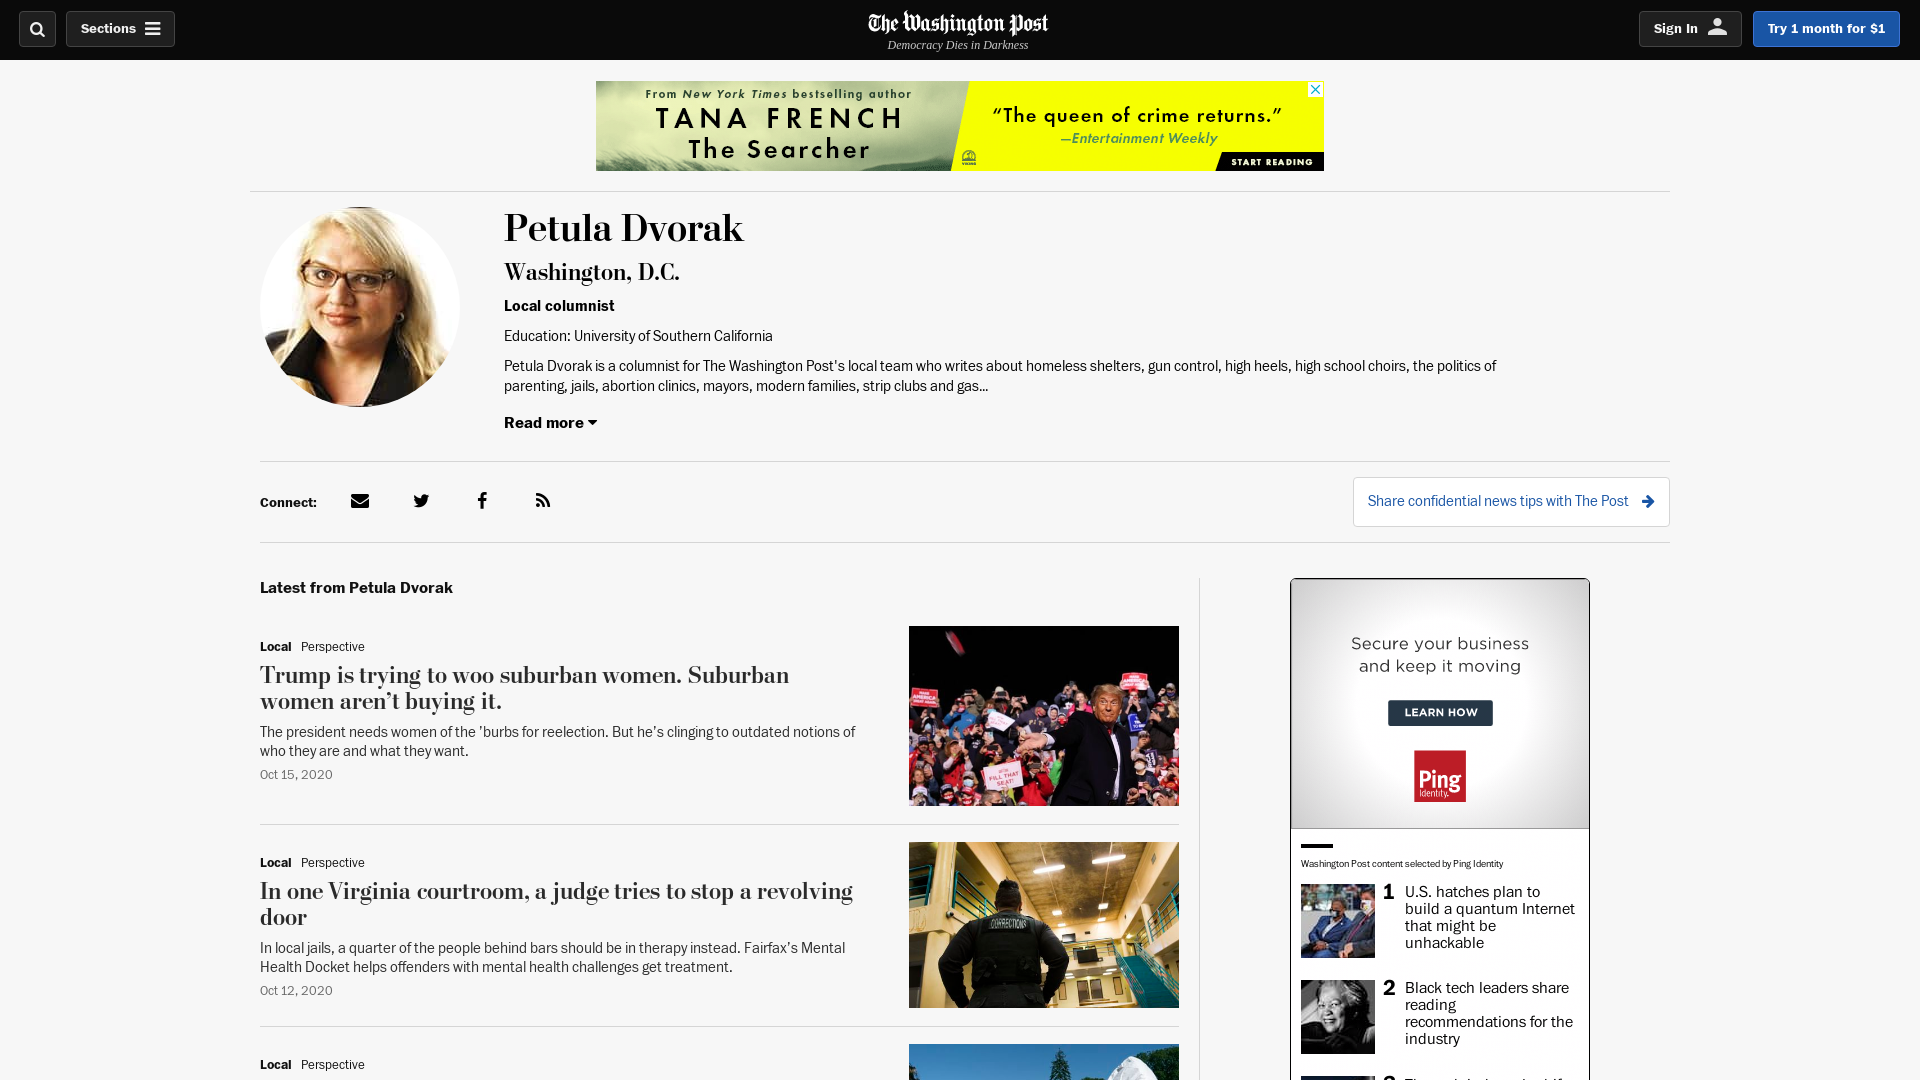 Sections
The Washington Post
Democracy Dies in Darkness
Sign In
Try 1 month for $1
From New York Times bestselling author
TANA FRENCH
The Searcher
“The queen of crime returns.”
—Entertainment Weekly
START READING
Petula Dvorak
Washington, D.C.
Local columnist
Education: University of Southern California
Petula Dvorak is a columnist for The Washington Post's local team who writes about homeless shelters, gun control, high heels, high school choirs, the politics of
parenting, jails, abortion clinics, mayors, modern families, strip clubs and gas...
Read more
Connect:
Share confidential news tips with The Post
Latest from Petula Dvorak
Local Perspective
Trump is trying to woo suburban women. Suburban
women aren’t buying it.
The president needs women of the ’burbs for reelection. But he’s clinging to outdated notions of
who they are and what they want.
Oct 15, 2020
FILL THAT
SEAT!
Local Perspective
In one Virginia courtroom, a judge tries to stop a revolving
door
In local jails, a quarter of the people behind bars should be in therapy instead. Fairfax’s Mental
Health Docket helps offenders with mental health challenges get treatment.
Oct 12, 2020
CORRECTIONS
Local Perspective
Secure your business
and keep it moving
LEARN HOW
Ping
Identity.
Washington Post content selected by Ping Identity
1
U.S. hatches plan to
build a quantum Internet
that might be
unhackable
2
Black tech leaders share
reading
recommendations for the
industry